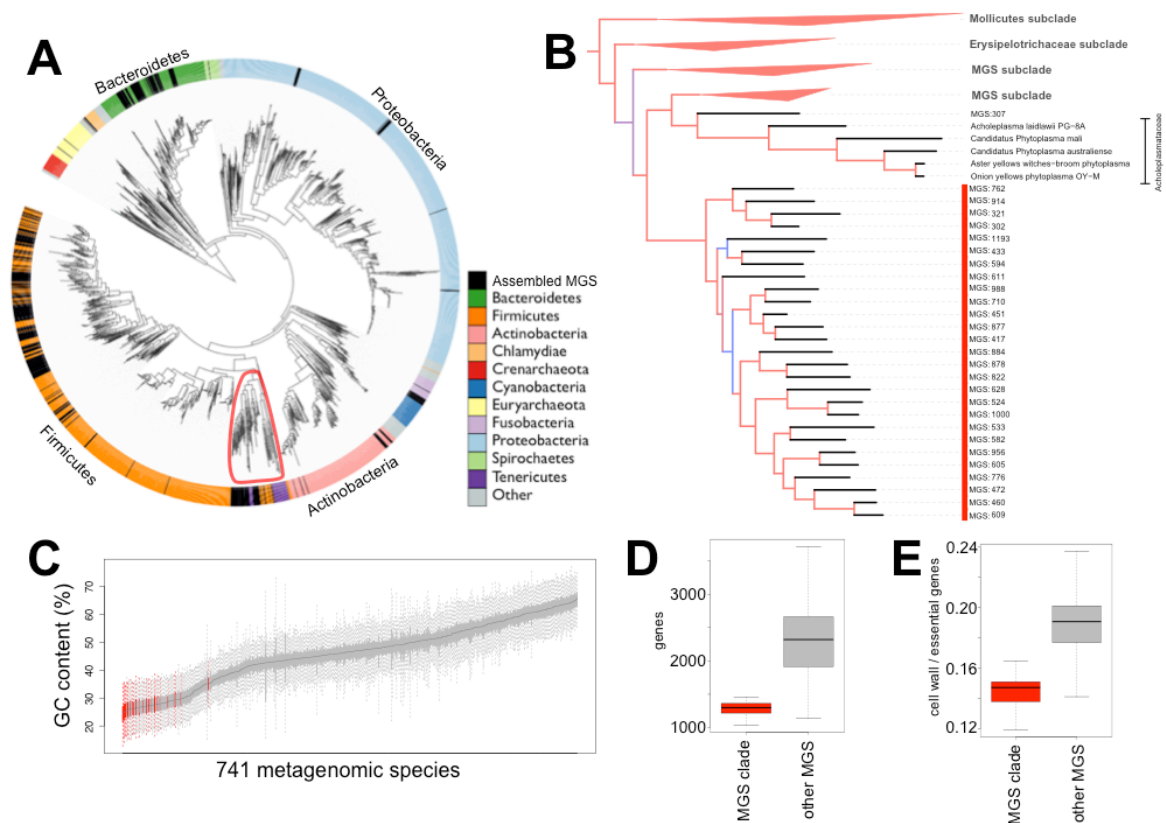 A
Bacteroidetes
Proteobacteria
Firmicutes
Actinobacteria
Assembled MGS
Bacteroidetes
Firmicutes
Actinobacteria
Chlamydiae
Crenarchaeota
Cyanobacteria
Euryarchaeota
Fusobacteria
Proteobacteria
Spirochaetes
Tenericutes
Other
B
Mollicutes subclade
Erysipelotrichaceae subclade
MGS subclade
MGS subclade
MGS:307
Acholeplasma laidlawii PG−8A
Candidatus Phytoplasma mali
Candidatus Phytoplasma australiense
Aster yellows witches−broom phytoplasma
Onion yellows phytoplasma OY−M
Acholeplasmataceae
MGS:762
MGS:914
MGS:321
MGS:302
MGS:1193
MGS:433
MGS:594
MGS:611
MGS:988
MGS:710
MGS:451
MGS:877
MGS:417
MGS:884
MGS:878
MGS:822
MGS:628
MGS:524
MGS:1000
MGS:533
MGS:582
MGS:956
MGS:605
MGS:776
MGS:472
MGS:460
MGS:609
C
GC content (%)
70
60
50
40
30
20
741 metagenomic species
D
genes
3000
2000
1000
MGS clade
other MGS
E
cell wall / essential genes
0.24
0.20
0.16
0.12
MGS clade
other MGS